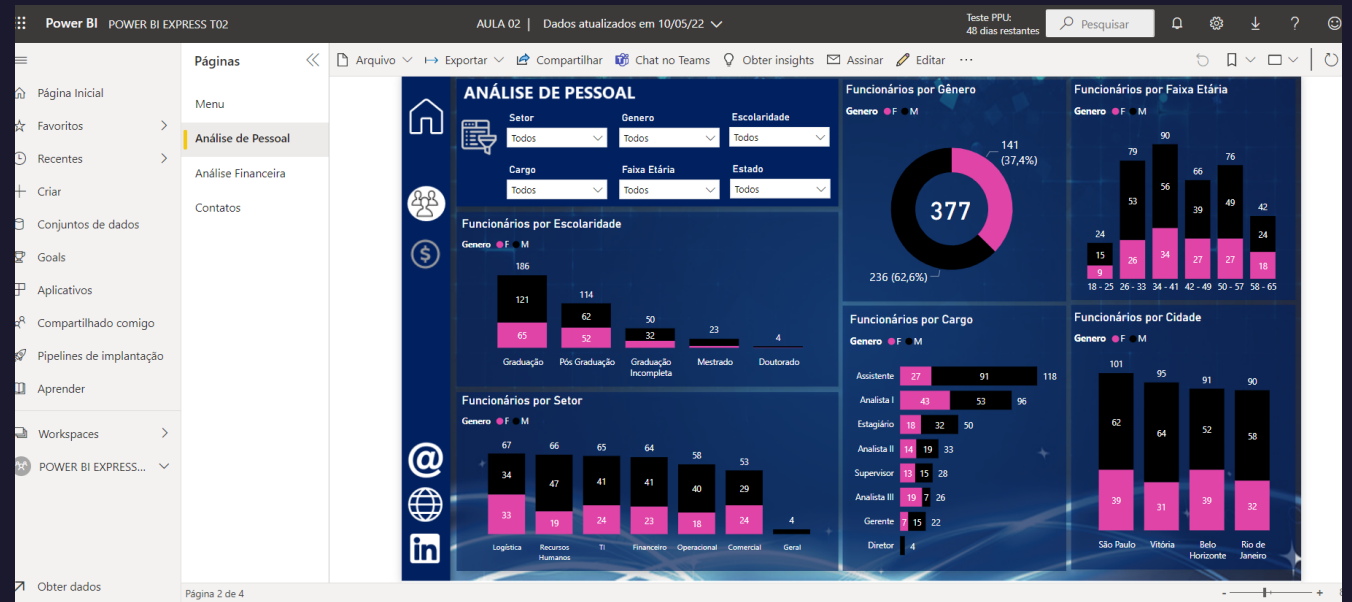 Power BI POWER BI EXPRESS T02
AULA 02 | Dados atualizados em 10/05/22
Teste PPU:
48 dias restantes
Pesquisar
Página Inicial
Favoritos
Recentes
Criar
Conjuntos de dados
Goals
Aplicativos
Compartilhado comigo
Pipelines de implantação
Aprender
Workspaces
POWER BI EXPRESS...
Obter dados
Páginas
Menu
Análise de Pessoal
Análise Financeira
Contatos
Página 2 de 4
Arquivo Exportar Compartilhar Chat no Teams Obter insights Assinar Editar ...
ANÁLISE DE PESSOAL
Setor Genero Escolaridade
Todos Todos Todos
Cargo Faixa Etária Estado
Todos Todos Todos
Funcionários por Escolaridade
Genero F M
186
121
65
114
62
52
50
32
23
4
Graduação Pós Graduação Graduação Incompleta Mestrado Doutorado
Funcionários por Setor
Genero F M
67 66 65 64 58 53 4
34 47 41 41 40 29
33 19 24 23 18 24
Logística Recursos Humanos TI Financeiro Operacional Comercial Geral
Funcionários por Gênero
Genero F M
141
(37,4%)
377
236 (62,6%)
Funcionários por Cargo
Genero F M
Assistente 27 91 118
Analista I 43 53 96
Estagiário 18 32 50
Analista II 14 19 33
Supervisor 13 15 28
Analista III 19 7 26
Gerente 7 15 22
Diretor 4
Funcionários por Faixa Etária
Genero F M
24 79 90 66 76 42
15 53 56 39 49 24
9 26 34 27 27 18
18 - 25 26 - 33 34 - 41 42 - 49 50 - 57 58 - 65
Funcionários por Cidade
Genero F M
101 95 91 90
62 64 52 58
39 31 39 32
São Paulo Vitória Belo Horizonte Rio de Janeiro
in